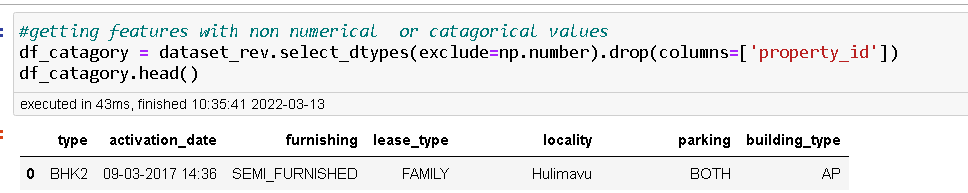 #getting features with non numerical  or catagorical values
df_catagory = dataset_rev.select_dtypes(exclude=np.number).drop(columns=['property_id'])
df_catagory.head()
executed in 43ms, finished 10:35:41 2022-03-13
type activation_date furnishing lease_type locality parking building_type
0 BHK2 09-03-2017 14:36 SEMI_FURNISHED FAMILY Hulimavu BOTH AP